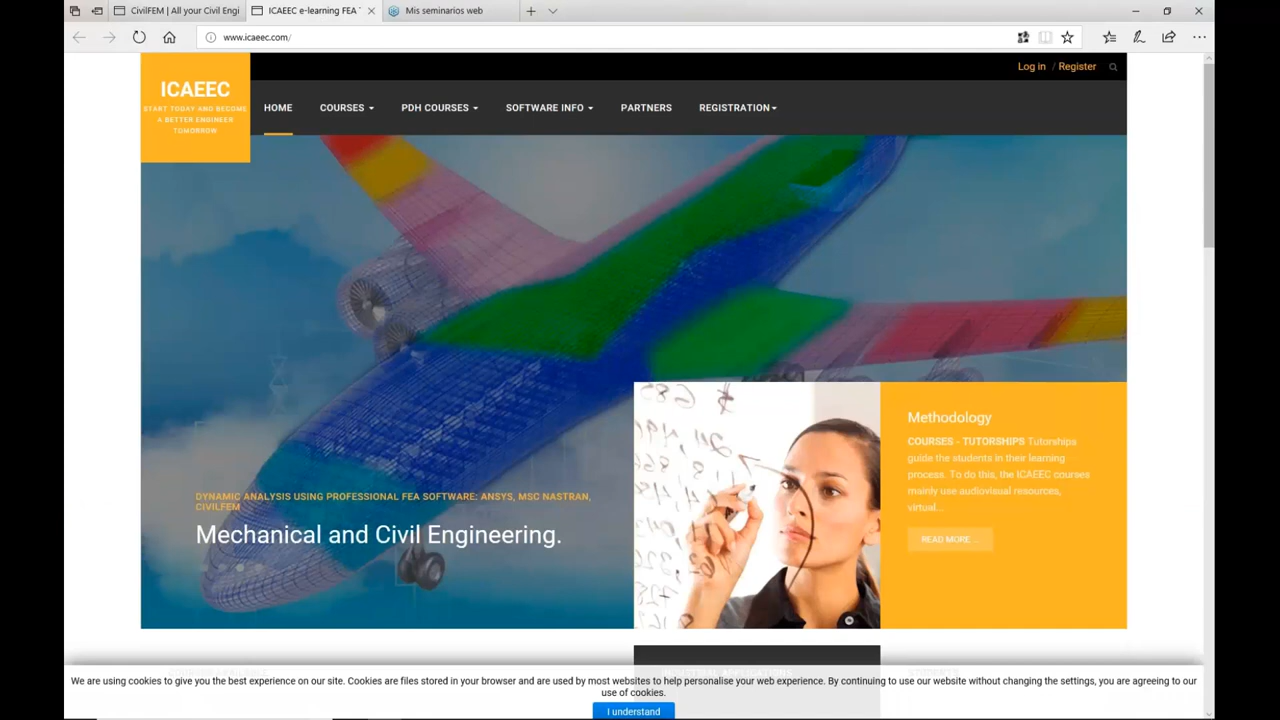 CivilFEM | All your Civil Engi
ICAEEC e-learning FEA
Mis seminarios web
www.icaeec.com/
Log in / Register
ICAEEC
START TODAY AND BECOME
A BETTER ENGINEER
TOMORROW
HOME
COURSES
PDH COURSES
SOFTWARE INFO
PARTNERS
REGISTRATION
Methodology
COURSES - TUTORSHIPS Tutorships
guide the students in their learning
process. To do this, the ICAEEC courses
mainly use audiovisual resources,
virtual...
READ MORE ...
DYNAMIC ANALYSIS USING PROFESSIONAL FEA SOFTWARE: ANSYS, MSC NASTRAN,
CIVILFEM
Mechanical and Civil Engineering.
We are using cookies to give you the best experience on our site. Cookies are files stored in your browser and are used by most websites to help personalise your web experience. By continuing to use our website without changing the settings, you are agreeing to our
use of cookies.
I understand